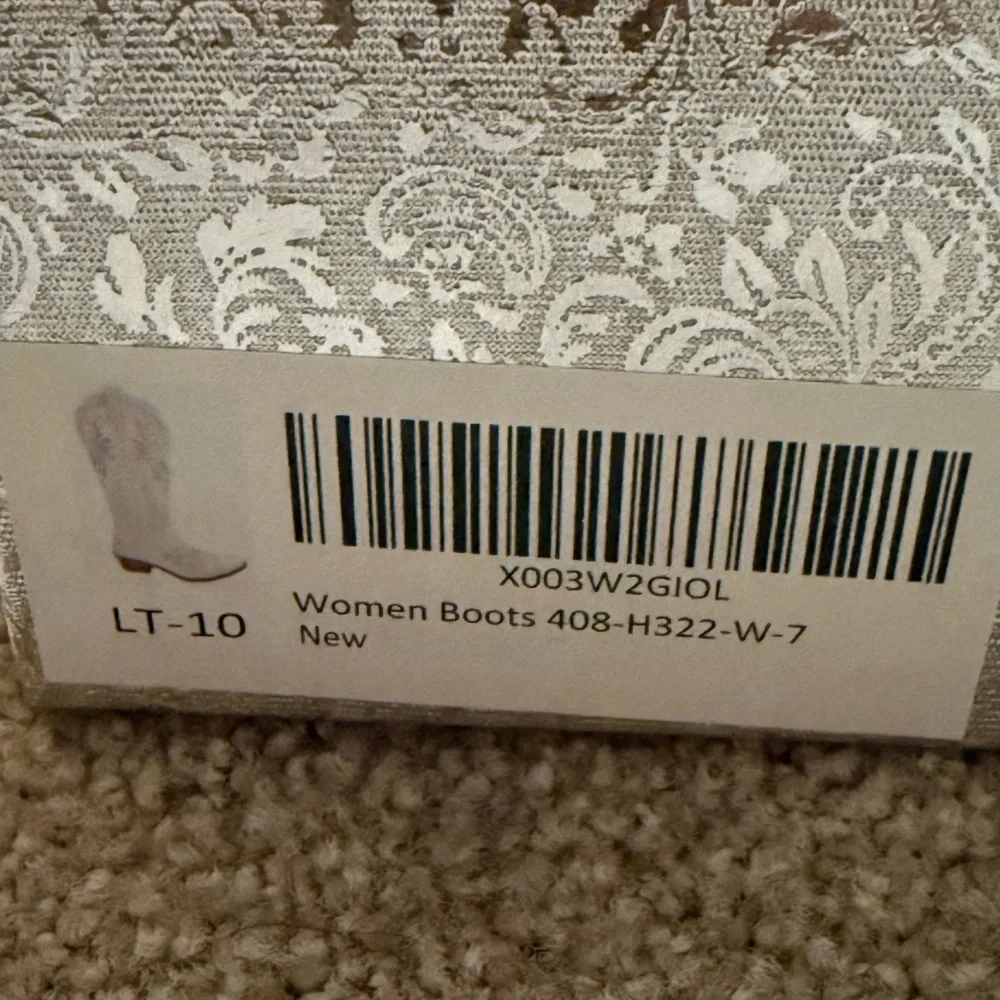 X003W2GIOL
Women Boots 408-H322-W-7
New
LT-10